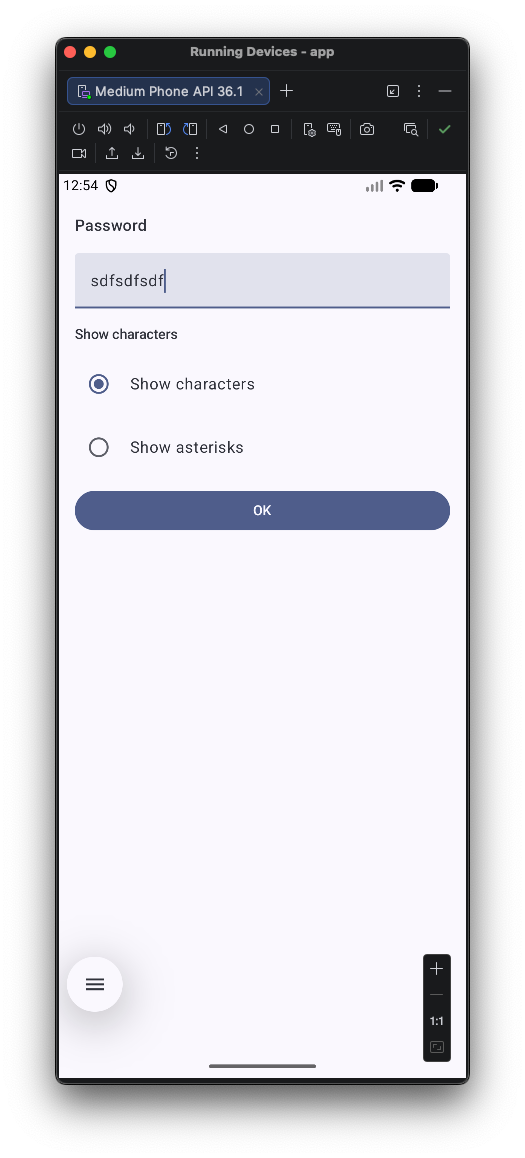 Running Devices - app
Medium Phone API 36.1
12:54
Password
sdfsdfsdf
Show characters
Show characters
Show asterisks
OK
1:1